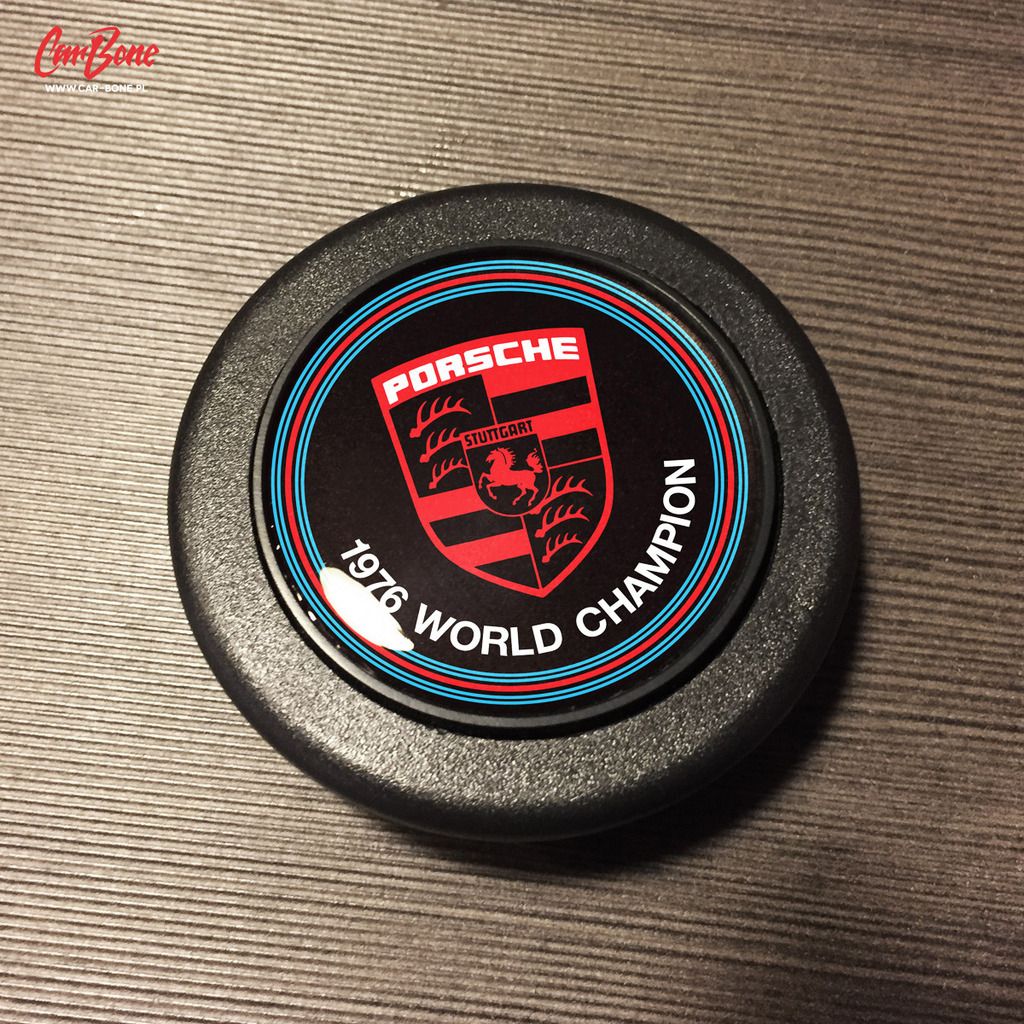 CarBone
WWW.CAR-BONE.PL
PORSCHE
STUTTGART
1976 WORLD CHAMPION